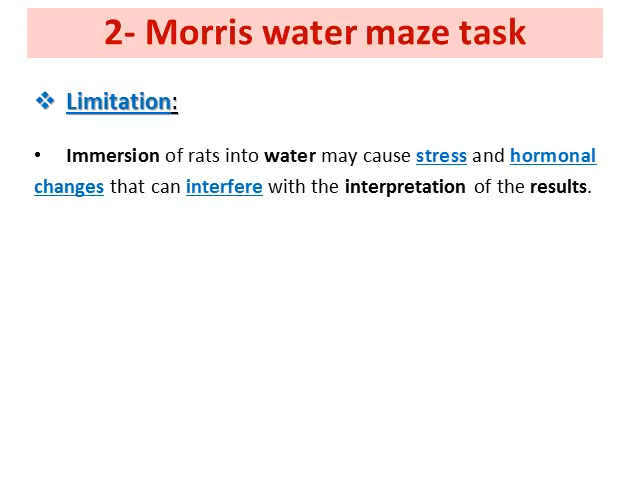 2- Morris water maze task
❖ Limitation:
• Immersion of rats into water may cause stress and hormonal
changes that can interfere with the interpretation of the results.